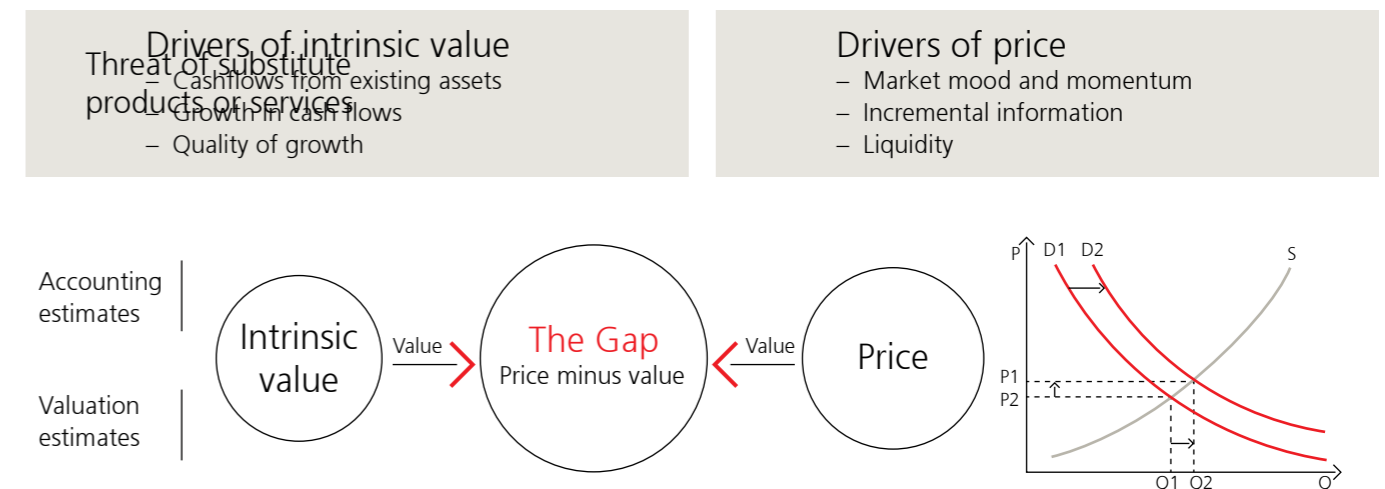 Drivers of intrinsic value
Threat of substitute
products or services
– Cashflows from existing assets
– Growth in cash flows
– Quality of growth
Drivers of price
– Market mood and momentum
– Incremental information
– Liquidity
Accounting
estimates
Valuation
estimates
Intrinsic
value
Value
The Gap
Price minus value
Value
Price
P
D1
D2
S
P1
P2
Q1
Q2
Q